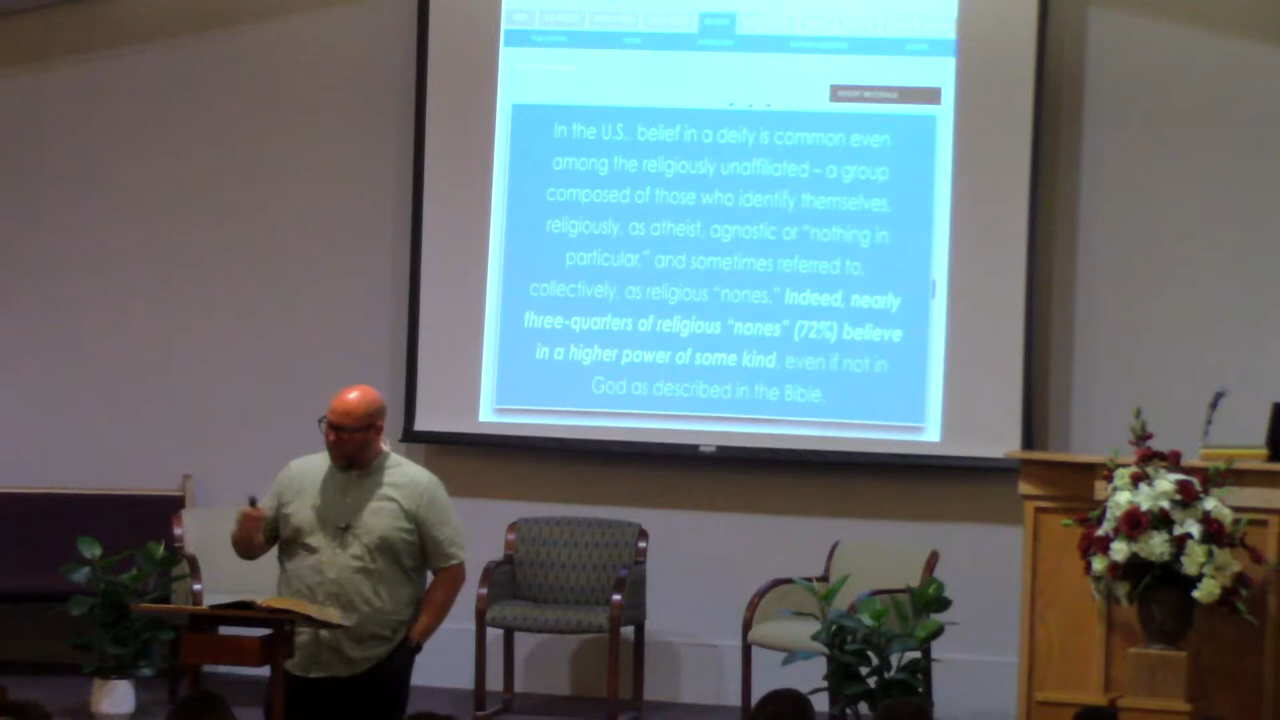 In the U.S., belief in a deity is common even
among the religiously unaffiliated – a group
composed of those who identify themselves,
religiously, as atheist, agnostic or "nothing in
particular," and sometimes referred to,
collectively, as religious "nones." Indeed, nearly
three-quarters of religious "nones" (72%) believe
in a higher power of some kind, even if not in
God as described in the Bible.